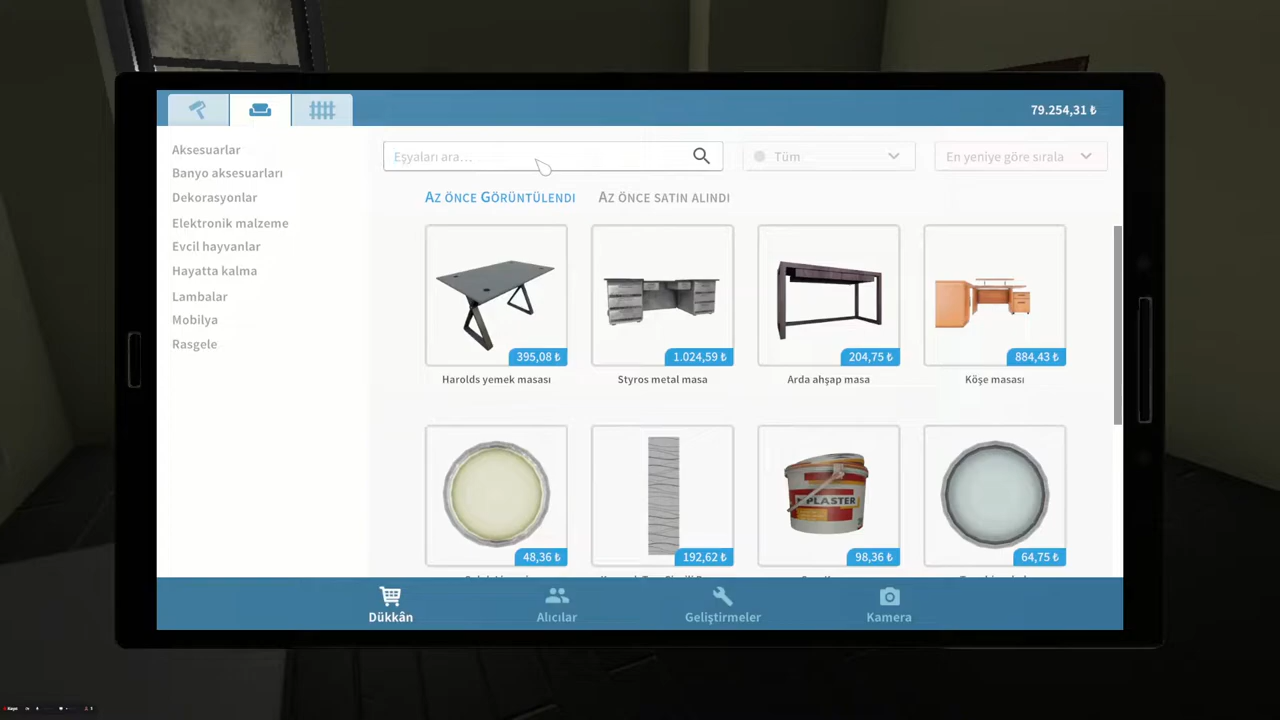 79.254,31 ₺
Aksesuarlar
Banyo aksesuarları
Dekorasyonlar
Elektronik malzeme
Evcil hayvanlar
Hayatta kalma
Lambalar
Mobilya
Rasgele
Eşyaları ara...
Tüm
En yeniye göre sırala
AZ ÖNCE GÖRÜNTÜLENDI
AZ ÖNCE SATIN ALINDI
395,08 ₺
1.024,59 ₺
204,75 ₺
884,43 ₺
Harolds yemek masası
Styros metal masa
Arda ahşap masa
Köşe masası
PLASTER
48,36 ₺
192,62 ₺
98,36 ₺
64,75 ₺
Dükkân
Alıcılar
Geliştirmeler
Kamera